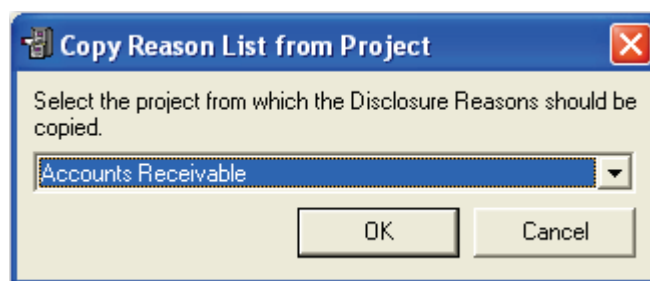 Copy Reason List from Project
Select the project from which the Disclosure Reasons should be
copied.
Accounts Receivable
OK
Cancel